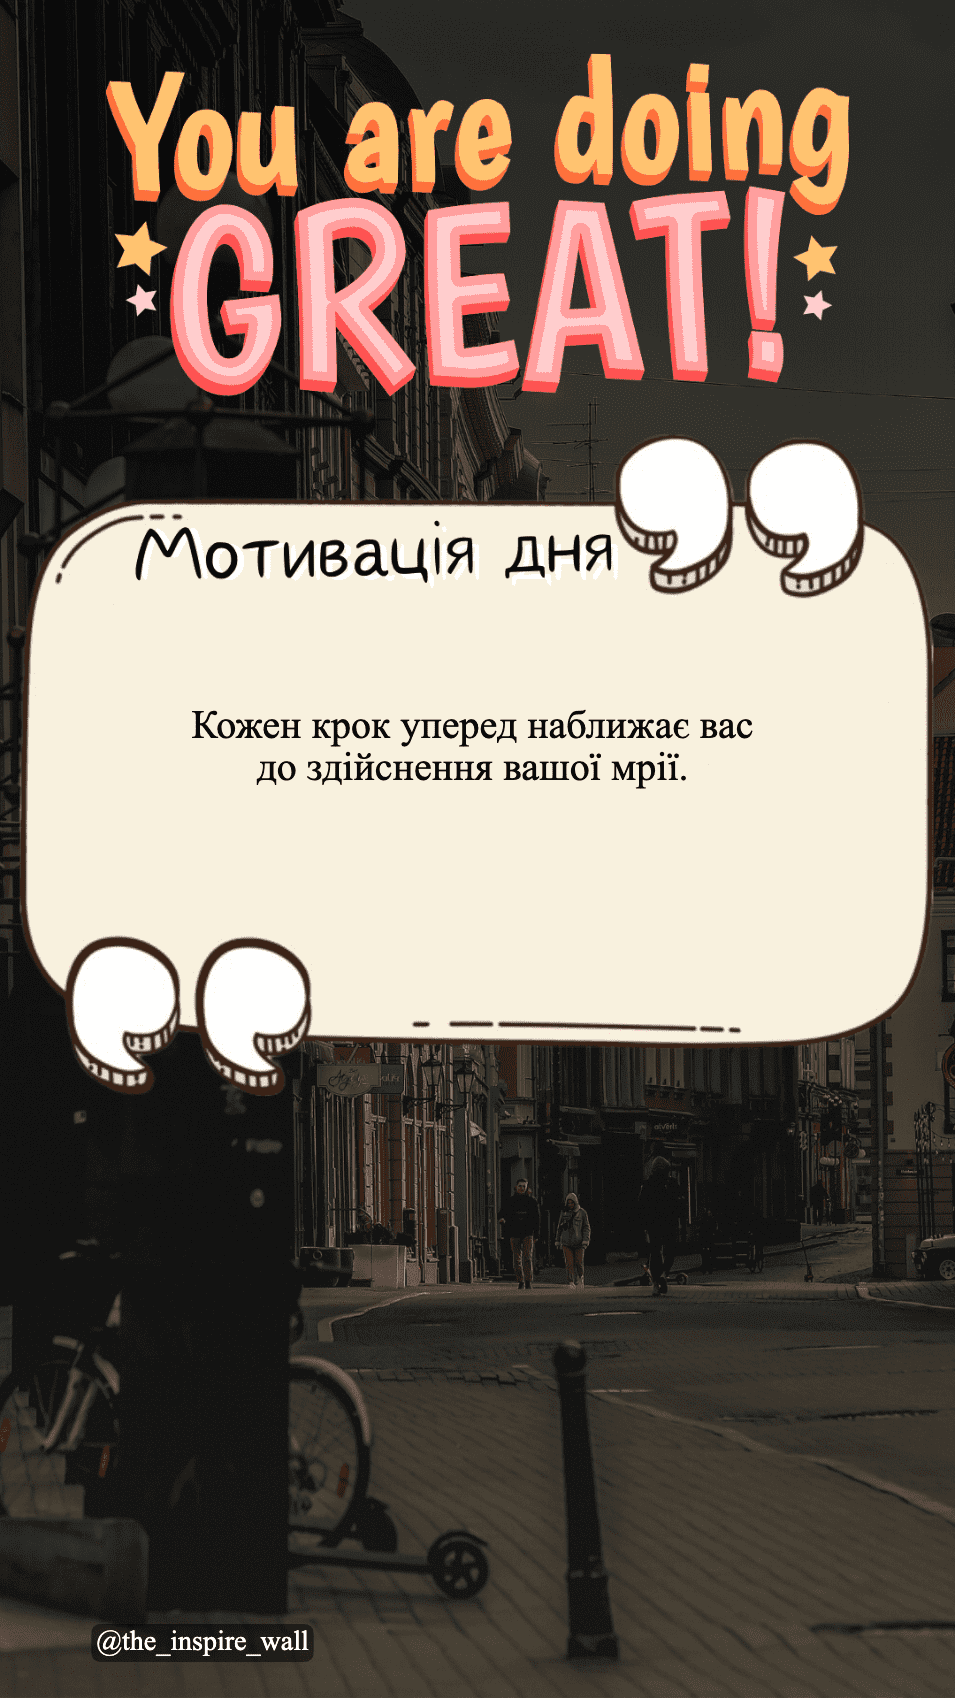 You are doing
GREAT!
Мотивація дня
Кожен крок уперед наближає вас
до здійснення вашої мрії.
@the_inspire_wall